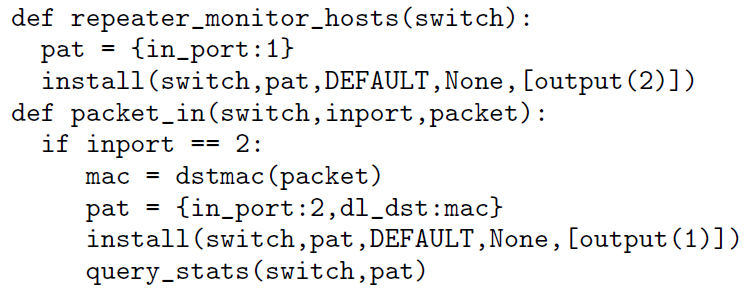 def repeater_monitor_hosts(switch):
  pat = {in_port:1}
  install(switch,pat,DEFAULT,None,[output(2)])
def packet_in(switch,inport,packet):
  if inport == 2:
     mac = dstmac(packet)
     pat = {in_port:2,dl_dst:mac}
     install(switch,pat,DEFAULT,None,[output(1)])
     query_stats(switch,pat)